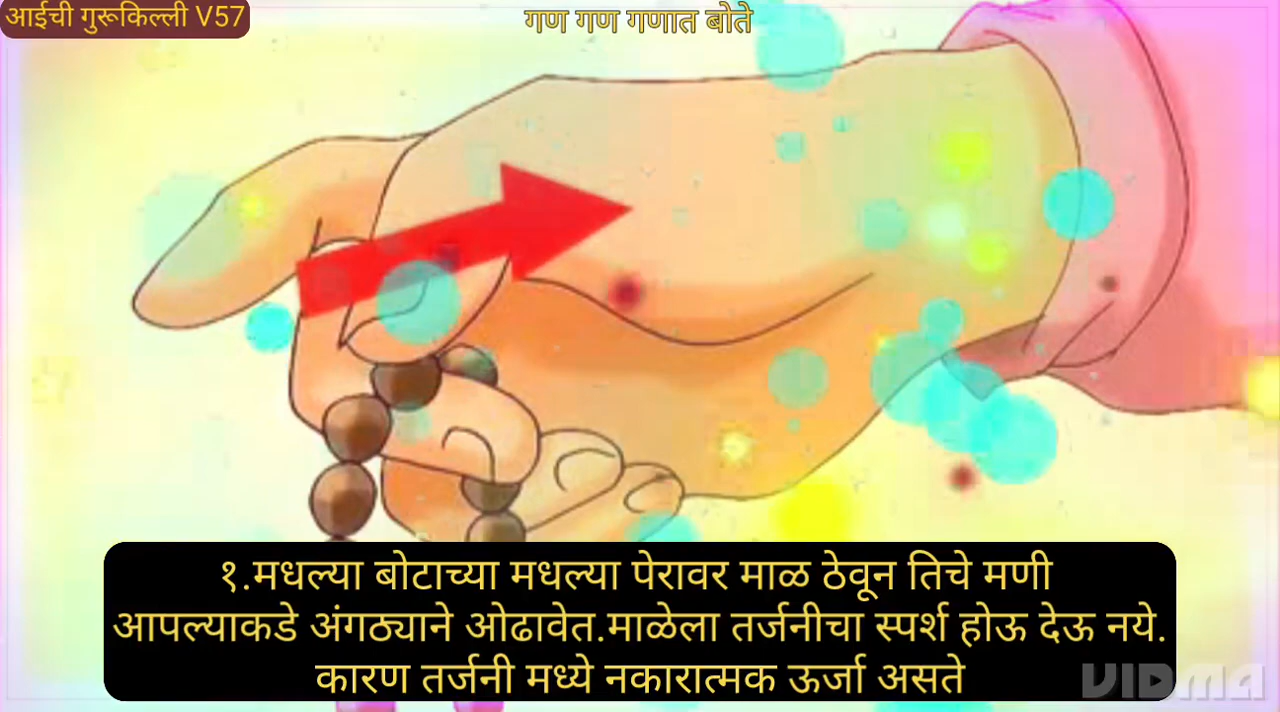 आईची गुरूकिल्ली V57
गण गण गणात बोते
१.मधल्या बोटाच्या मधल्या पेरावर माळ ठेवून तिचे मणी
आपल्याकडे अंगठ्याने ओढावेत.माळेला तर्जनीचा स्पर्श होऊ देऊ नये.
कारण तर्जनी मध्ये नकारात्मक ऊर्जा असते
VIDMA